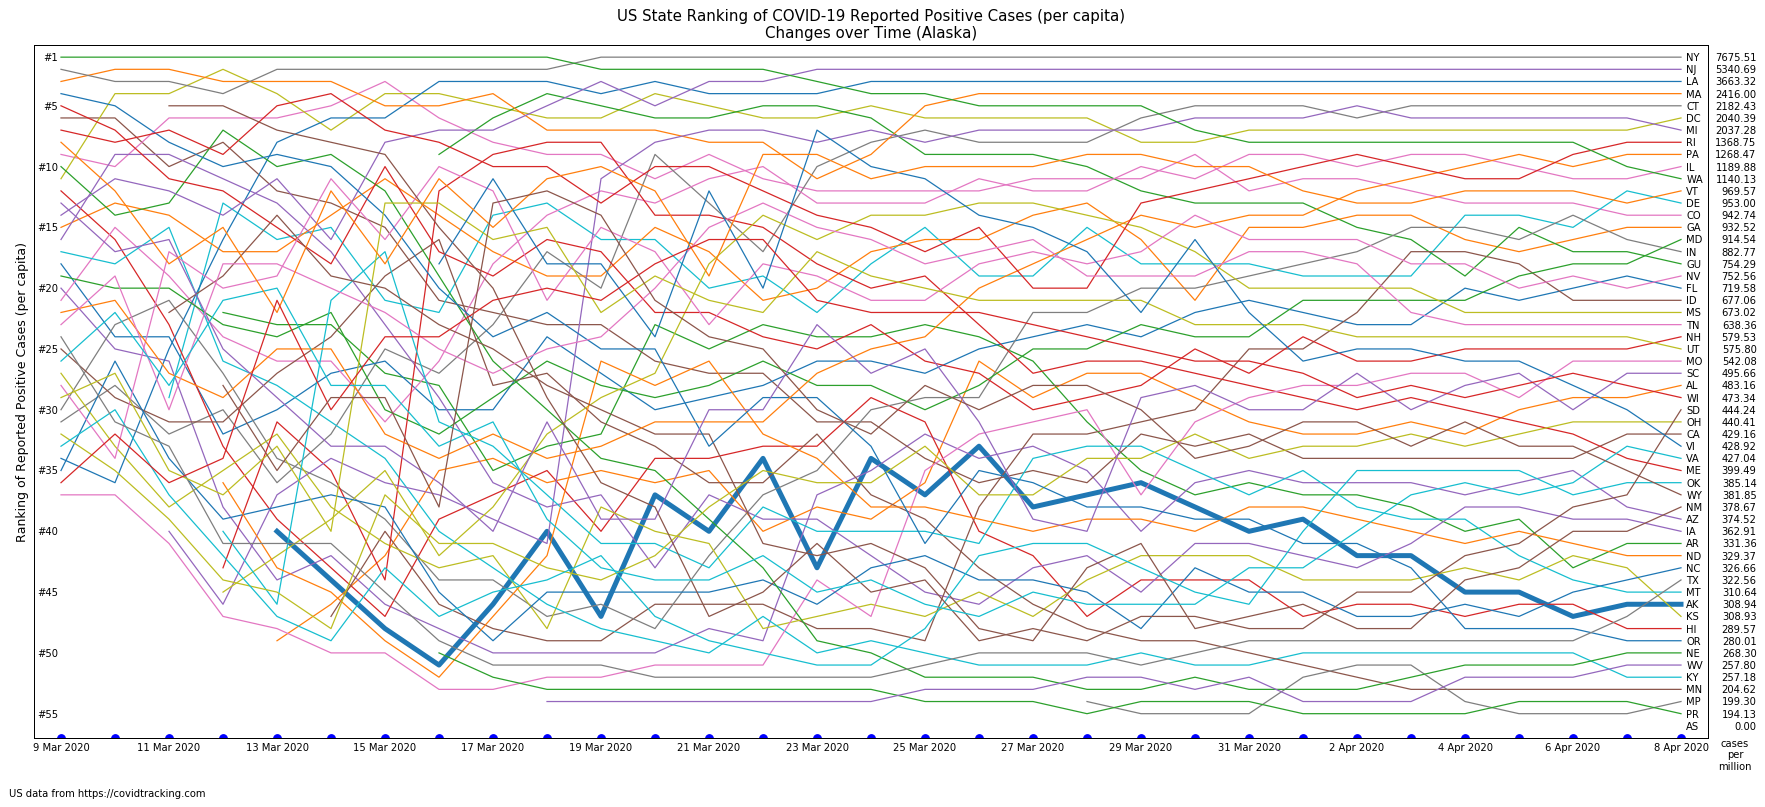 US State Ranking of COVID-19 Reported Positive Cases (per capita)
Changes over Time (Alaska)
Ranking of Reported Positive Cases (per capita)
#1
#5
#10
#15
#20
#25
#30
#35
#40
#45
#50
#55
NY 7675.51
NJ 5340.69
LA 3663.32
MA 2416.00
CT 2182.43
DC 2040.39
MI 2037.28
RI 1368.75
PA 1268.47
IL 1189.88
WA 1140.13
VT 969.57
DE 953.00
CO 942.74
GA 932.52
MD 914.54
IN 882.77
GU 754.29
NV 752.56
FL 719.58
ID 677.06
MS 673.02
TN 638.36
NH 579.53
UT 575.80
MO 542.08
SC 495.66
AL 483.16
WI 473.34
SD 444.24
OH 440.41
CA 429.16
VI 428.92
VA 427.04
ME 399.49
OK 385.14
WY 381.85
NM 378.67
AZ 374.52
IA 362.91
AR 331.36
ND 329.37
NC 326.66
TX 322.56
MT 310.64
AK 308.94
KS 308.93
HI 289.57
OR 280.01
NE 268.30
WV 257.80
KY 257.18
MN 204.62
MP 199.30
PR 194.13
AS 0.00
9 Mar 2020
11 Mar 2020
13 Mar 2020
15 Mar 2020
17 Mar 2020
19 Mar 2020
21 Mar 2020
23 Mar 2020
25 Mar 2020
27 Mar 2020
29 Mar 2020
31 Mar 2020
2 Apr 2020
4 Apr 2020
6 Apr 2020
8 Apr 2020
cases
per
million
US data from https://covidtracking.com